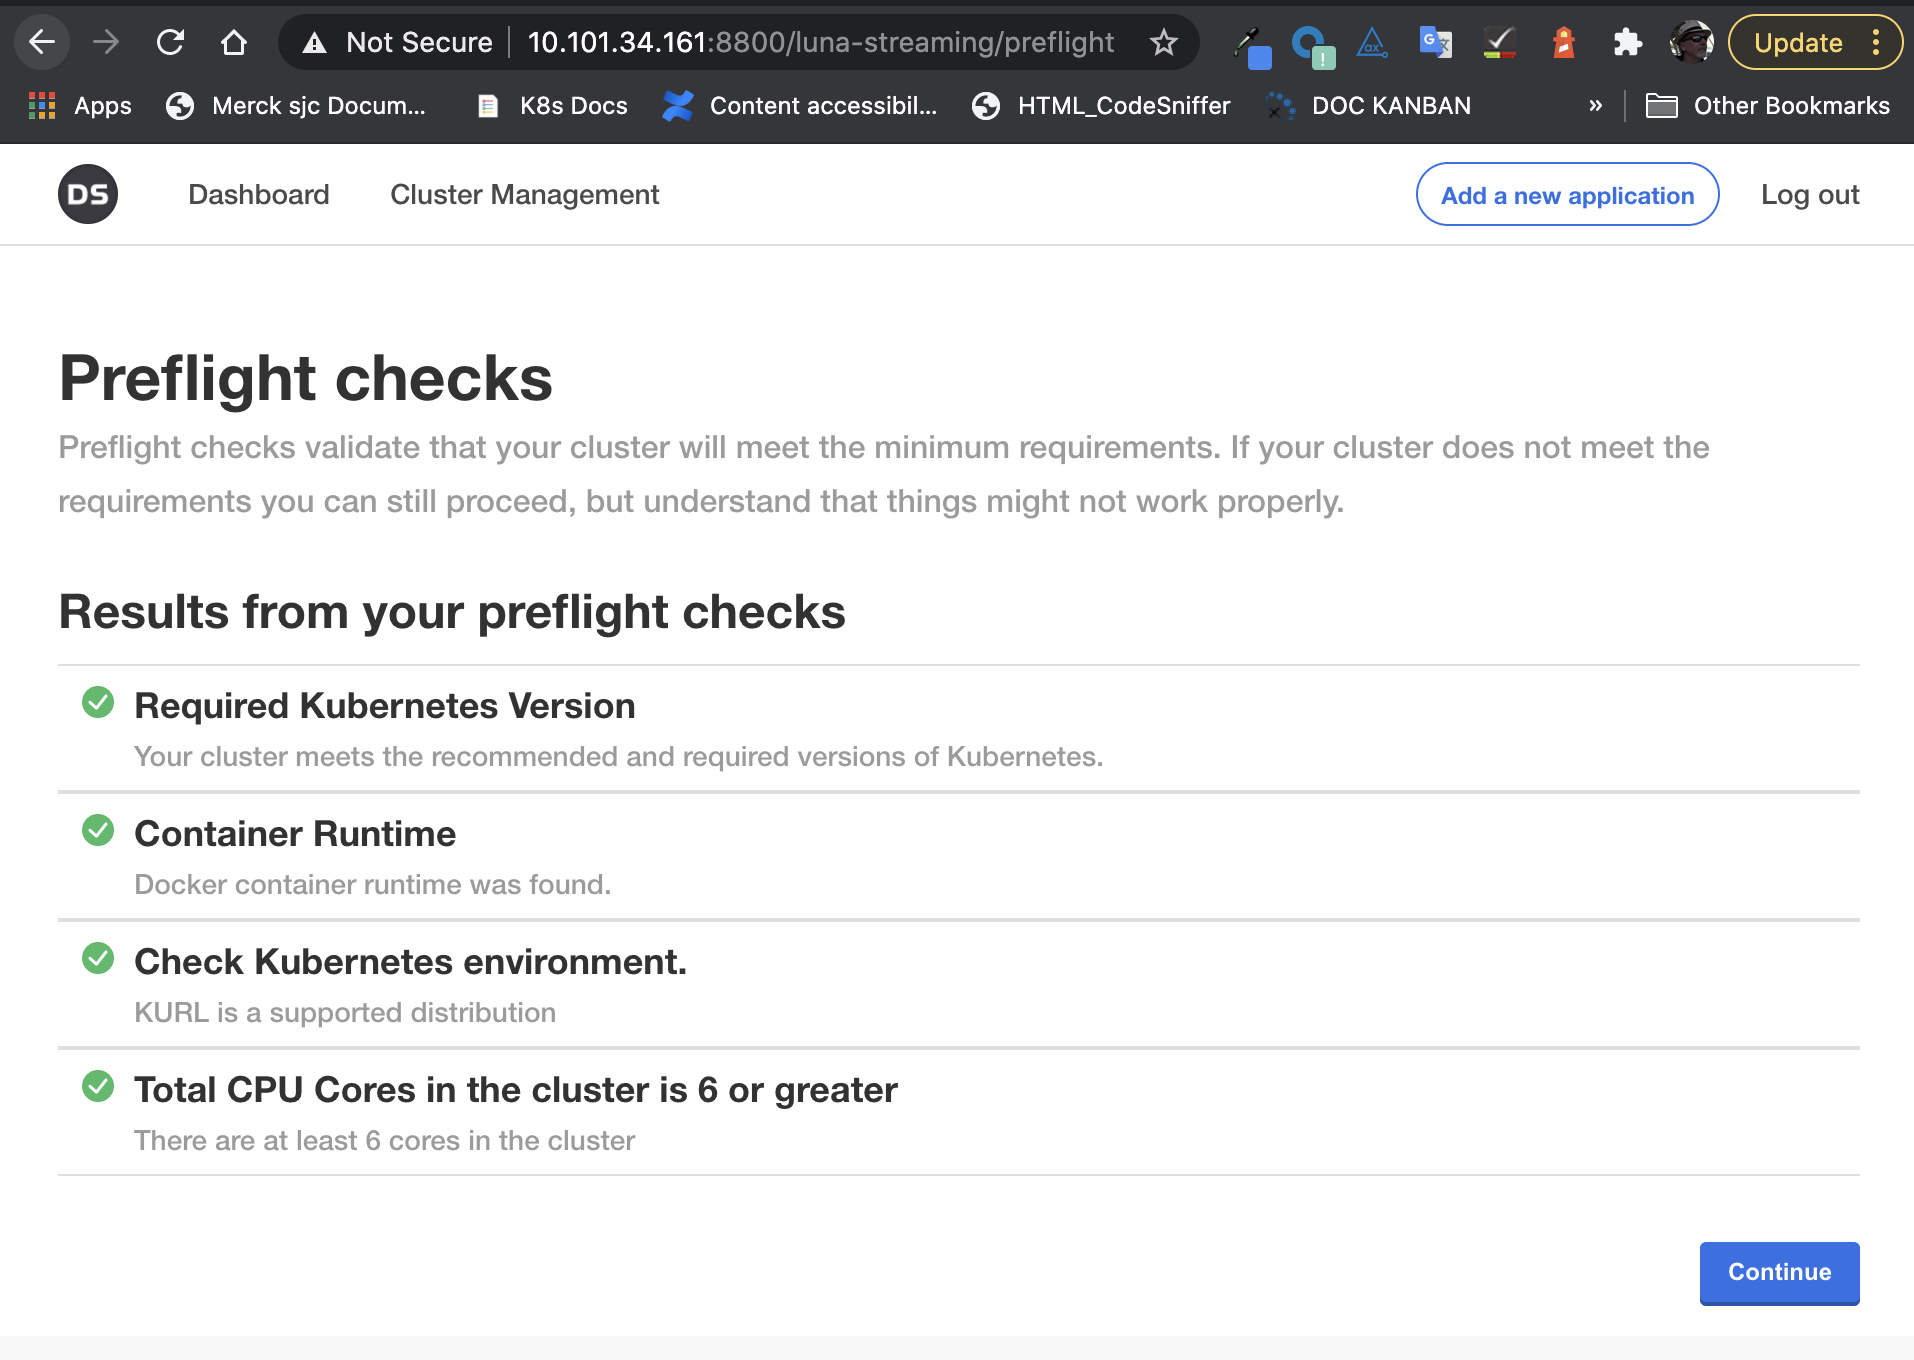 Not Secure 10.101.34.161:8800/luna-streaming/preflight Update
Apps Merck sjc Docum... K8s Docs Content accessibil... HTML_CodeSniffer DOC KANBAN » Other Bookmarks
DS Dashboard Cluster Management Add a new application Log out
Preflight checks
Preflight checks validate that your cluster will meet the minimum requirements. If your cluster does not meet the
requirements you can still proceed, but understand that things might not work properly.
Results from your preflight checks
Required Kubernetes Version
Your cluster meets the recommended and required versions of Kubernetes.
Container Runtime
Docker container runtime was found.
Check Kubernetes environment.
KURL is a supported distribution
Total CPU Cores in the cluster is 6 or greater
There are at least 6 cores in the cluster
Continue